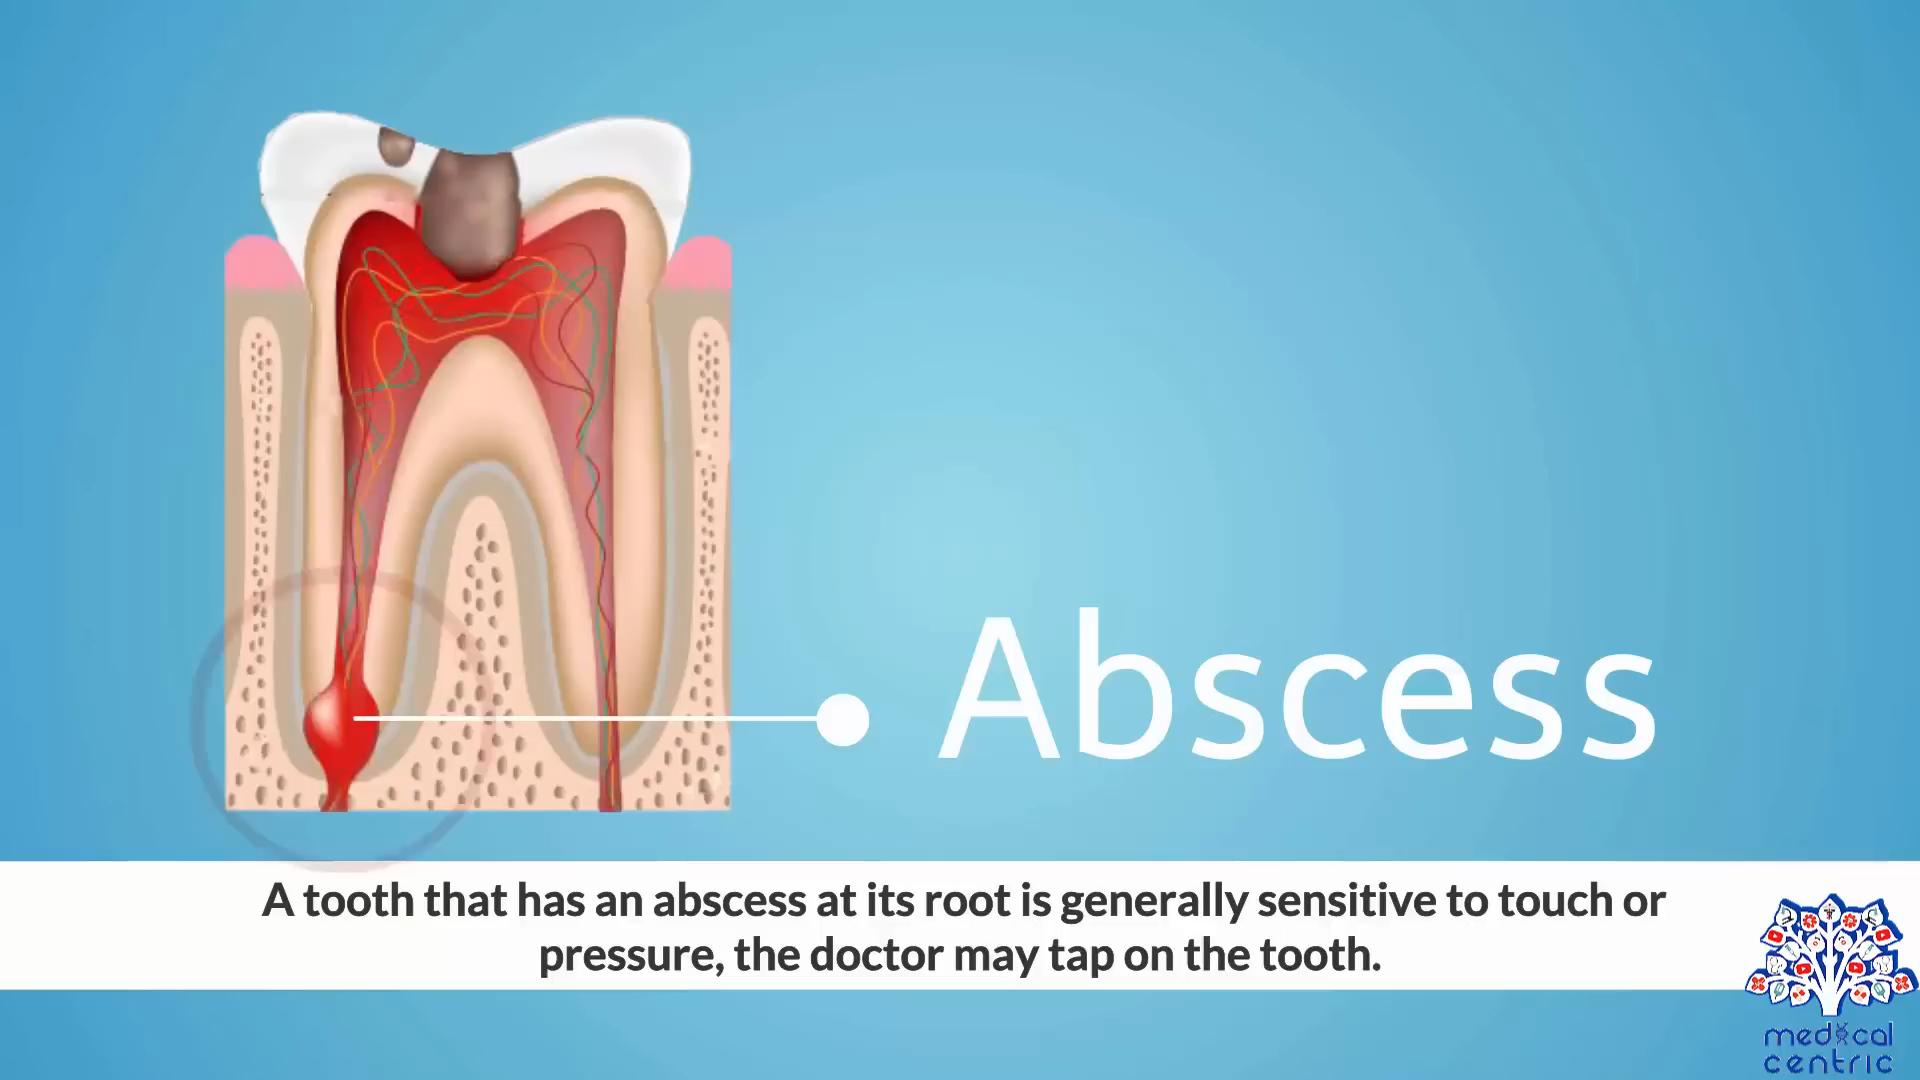 Abscess
A tooth that has an abscess at its root is generally sensitive to touch or
pressure, the doctor may tap on the tooth.
medical
centric